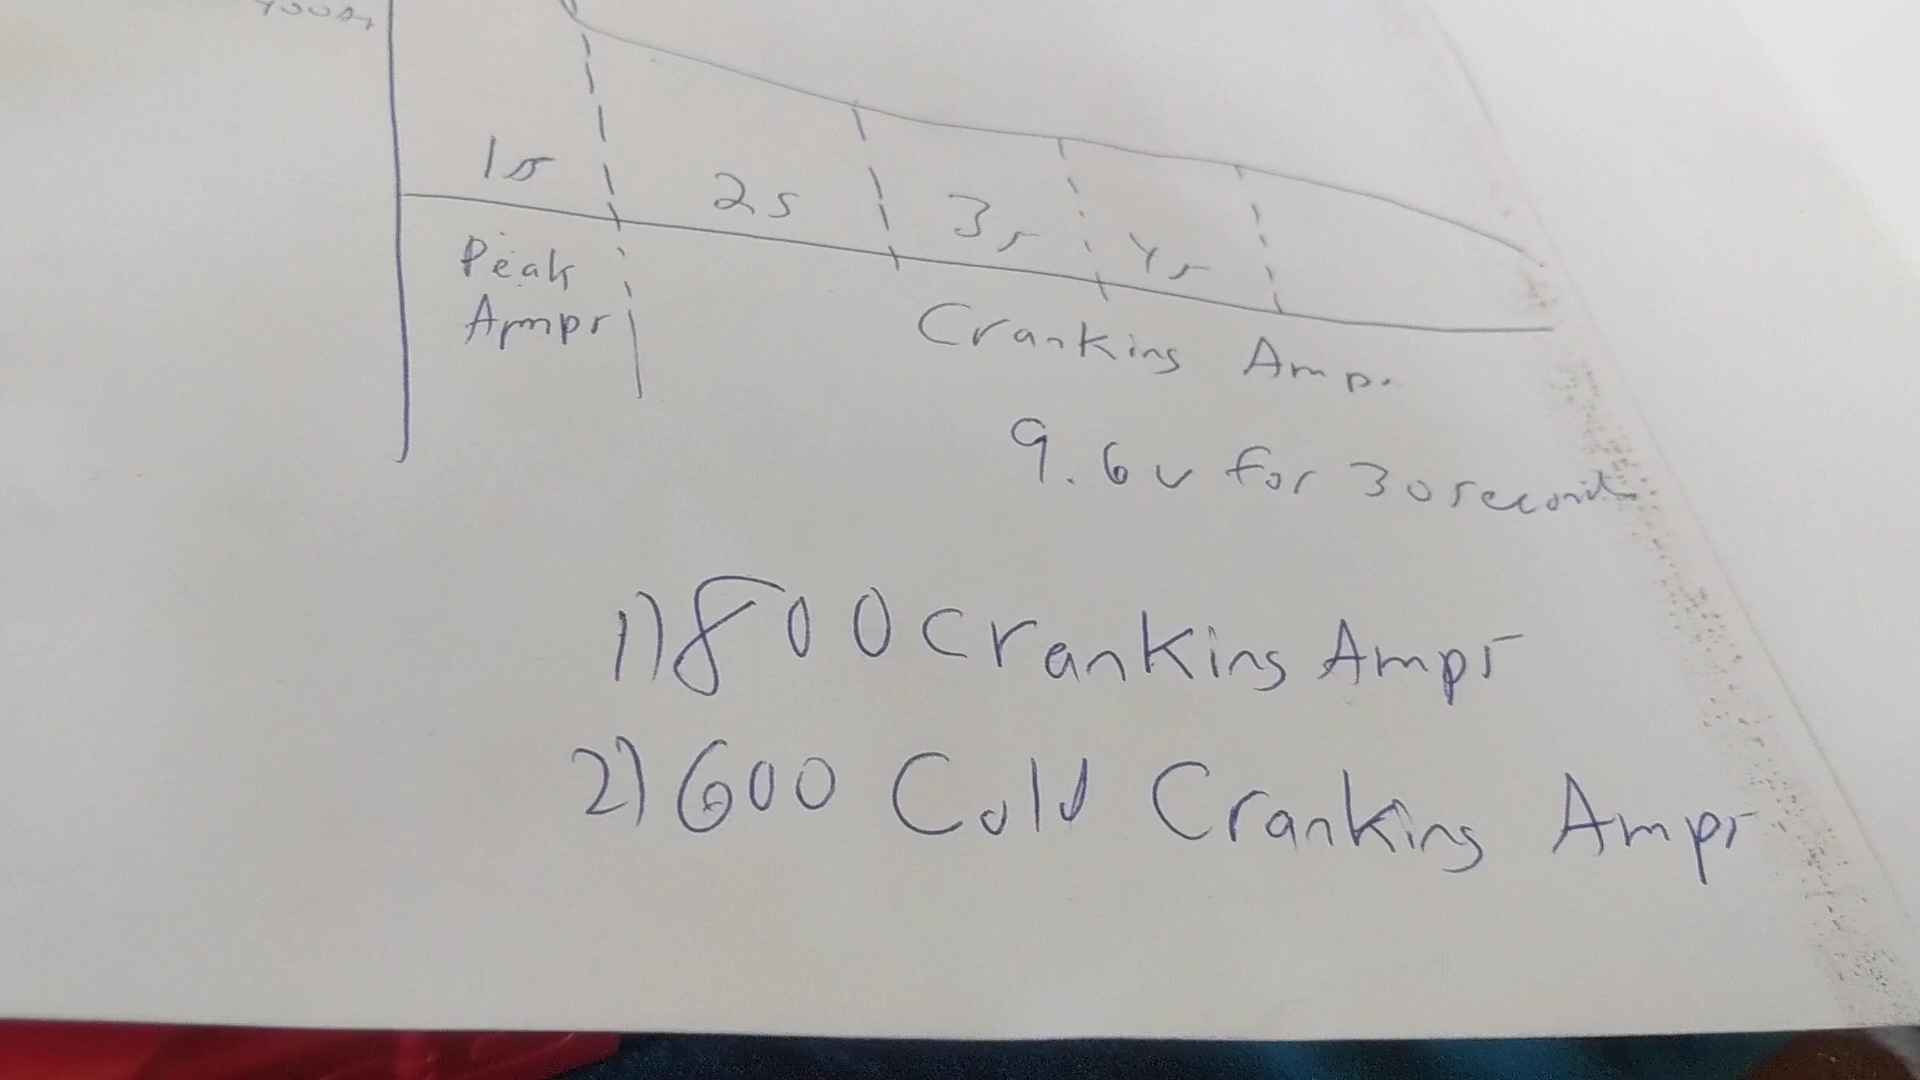 1s
2s
3s
4s
Peak
Amps
Cranking Amp.
9.6v for 30 second
1) 800 Cranking Amps
2) 600 Cold Cranking Amps